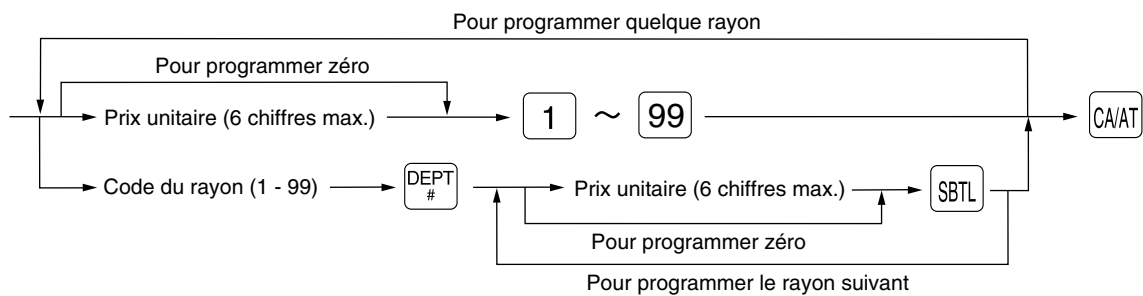 Pour programmer quelque rayon
Pour programmer zéro
Prix unitaire (6 chiffres max.) 1 ~ 99 CA/AT
Code du rayon (1 - 99) DEPT # Prix unitaire (6 chiffres max.) SBTL
Pour programmer zéro
Pour programmer le rayon suivant